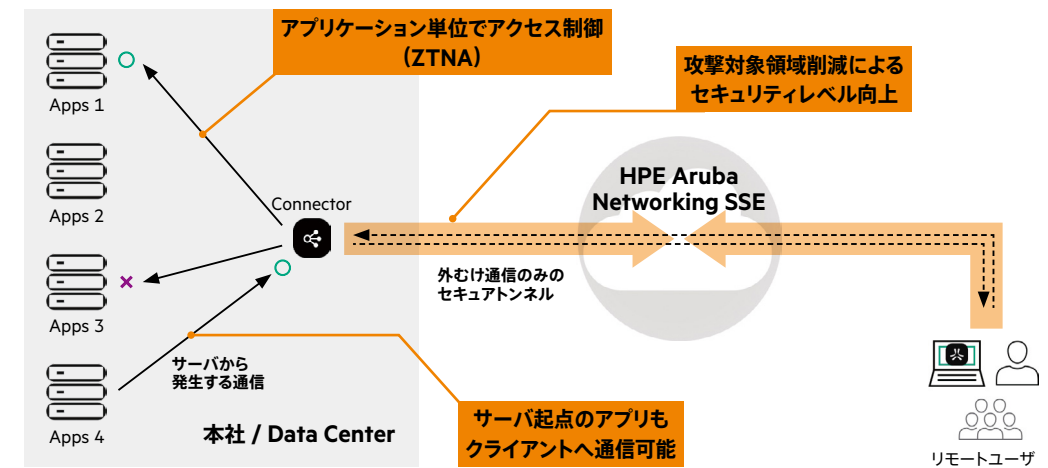 アプリケーション単位でアクセス制御
(ZTNA)
攻撃対象領域削減による
セキュリティレベル向上
Apps 1
Apps 2
Connector
HPE Aruba
Networking SSE
外むけ通信のみの
セキュアトンネル
Apps 3
サーバから
発生する通信
Apps 4
本社 / Data Center
サーバ起点のアプリも
クライアントへ通信可能
リモートユーザ